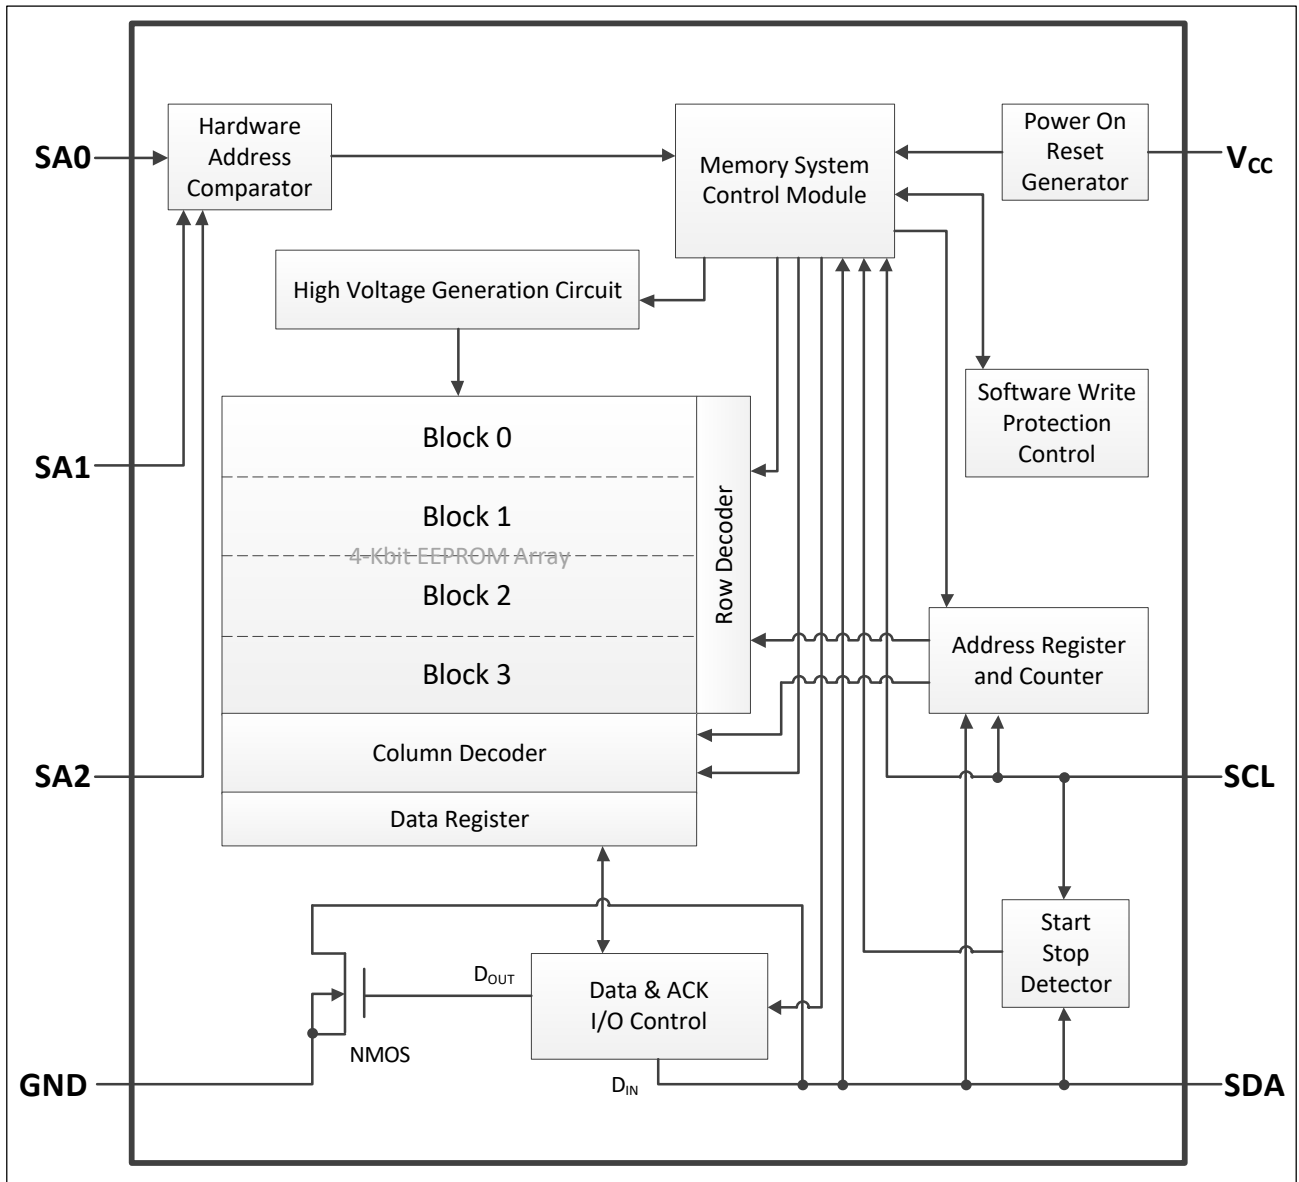 Hardware
Address
Comparator
SA0
Memory System
Control Module
Power On
Reset
Generator
VCC
High Voltage Generation Circuit
Software Write
Protection
Control
Block 0
SA1
Block 1
4-Kbit EEPROM Array
Block 2
Row Decoder
Block 3
Address Register
and Counter
Column Decoder
SA2
SCL
Data Register
Start
Stop
Detector
DOUT
Data & ACK
I/O Control
NMOS
GND
DIN
SDA